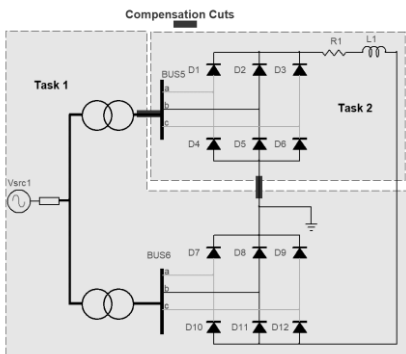 Compensation Cuts
R1 L1
D1 D2 D3
BUS5
Task 1
a
b
c
Task 2
D4 D5 D6
Vsrc1
BUS6
D7 D8 D9
a
b
c
D10 D11 D12